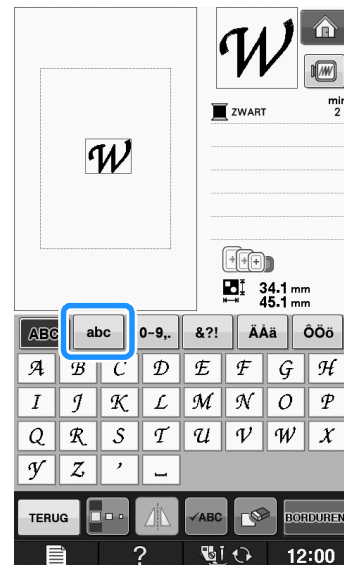 W
W
ZWART
min
2
34.1 mm
45.1 mm
ABC abc 0~9,. &?! ÄÅä ÔÖö
A B C D E F G H
I J K L M N O P
Q R S T U V W X
Y Z ’ ⎵
TERUG ✓ABC BORDUREN
? 12:00